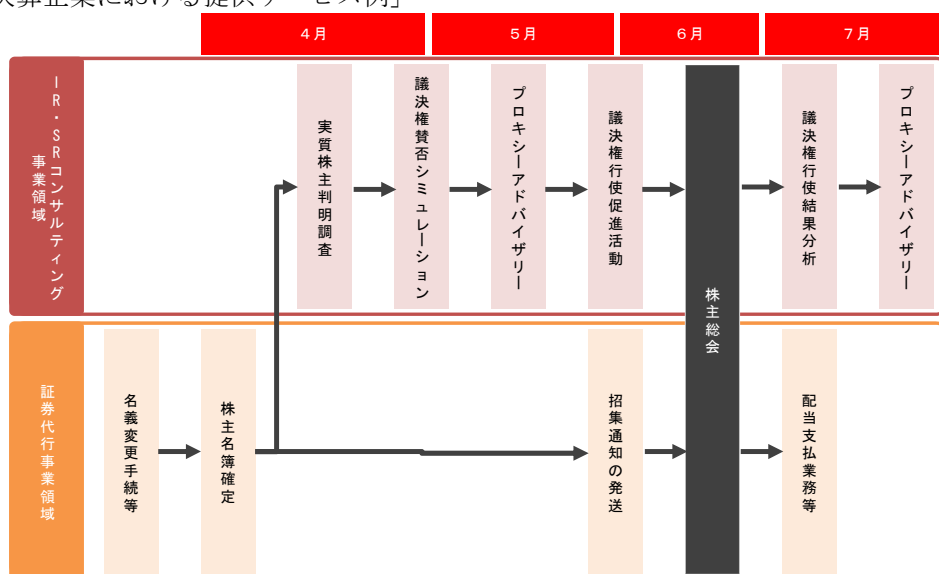 決算企業における提供サービス例」
4月
5月
6月
7月
IR・SRコンサルティング
事業領域
実質株主判明調査
議決権賛否シミュレーション
プロキシーアドバイザリー
議決権行使促進活動
株主総会
議決権行使結果分析
プロキシーアドバイザリー
証券代行事業領域
名義変更手続等
株主名簿確定
招集通知の発送
配当支払業務等